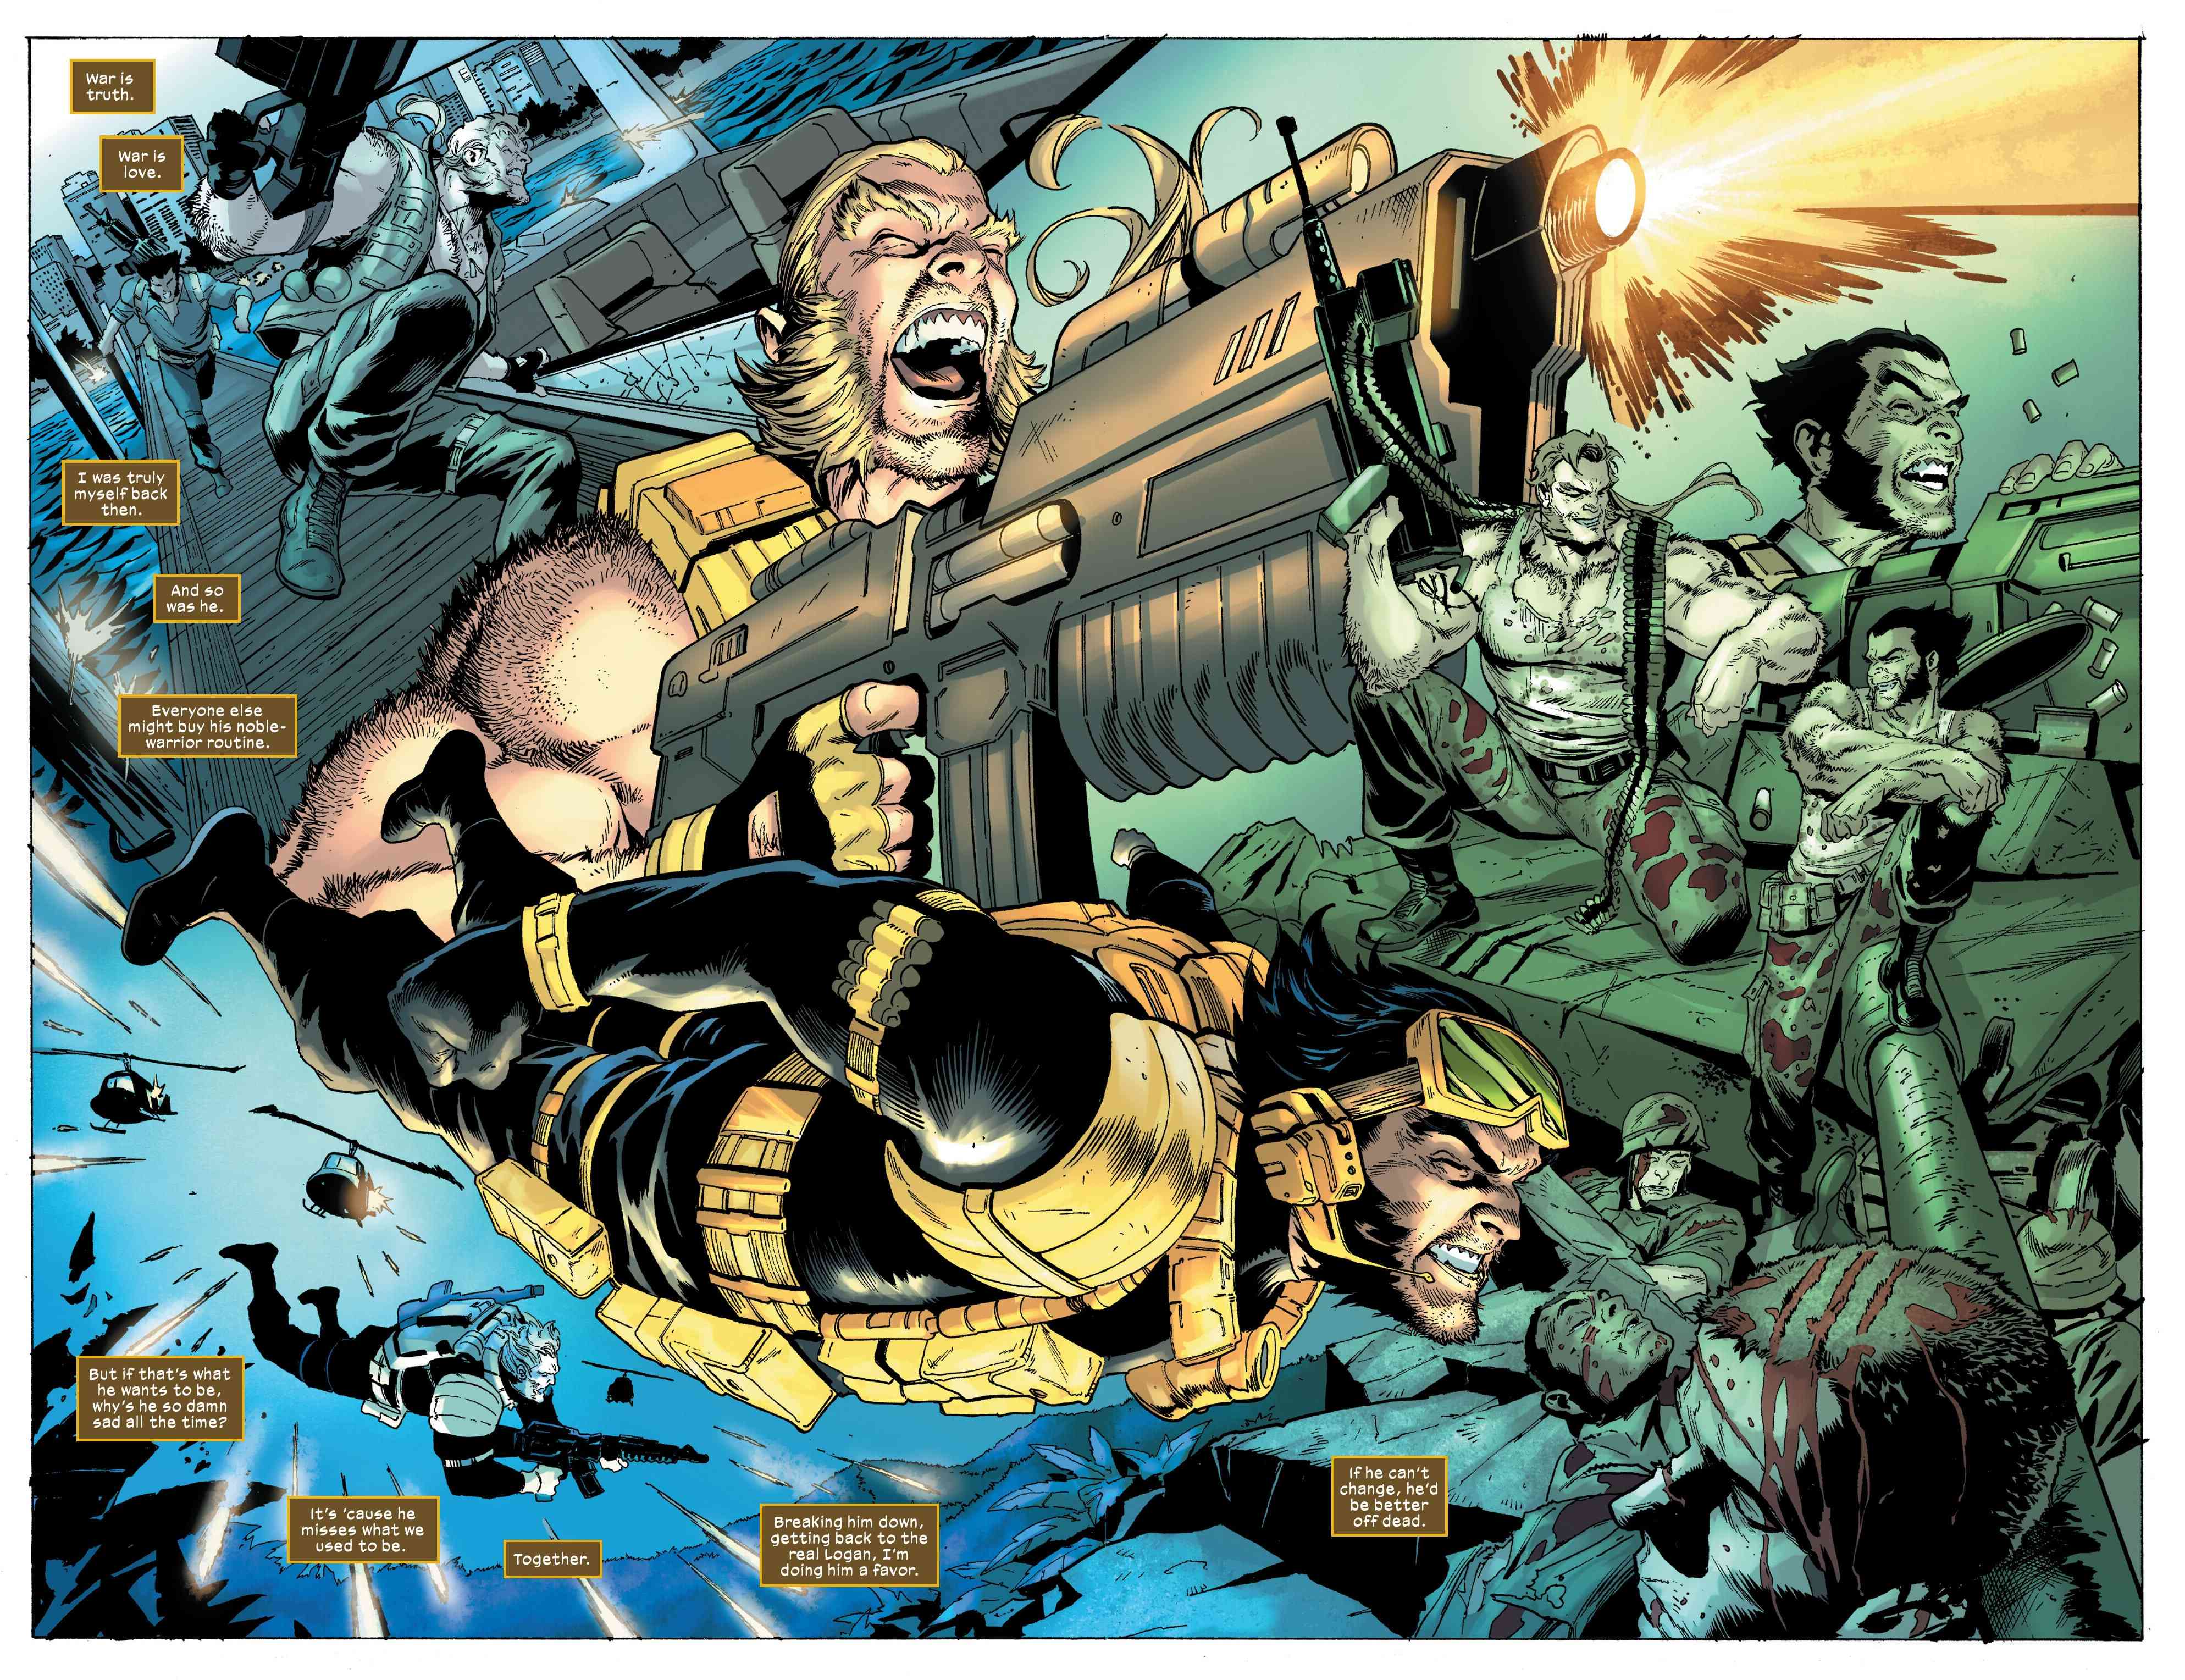 War is
truth.
War is
love.
I was truly
myself back
then.
And so
was he.
Everyone else
might buy his noble-
warrior routine.
But if that's what
he wants to be,
why's he so damn
sad all the time?
It's 'cause he
misses what we
used to be.
Together.
Breaking him down,
getting back to the
real Logan, I'm
doing him a favor.
If he can't
change, he'd
be better
off dead.